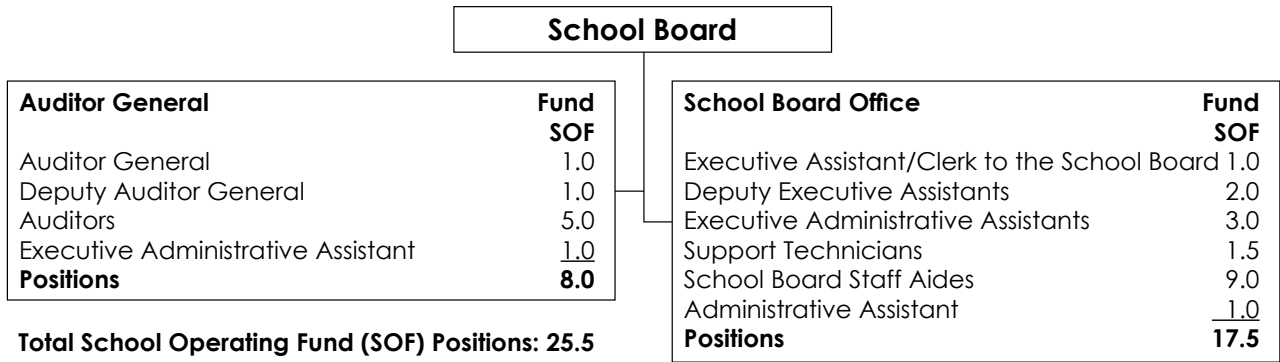 School Board
Auditor General Fund
SOF
Auditor General 1.0
Deputy Auditor General 1.0
Auditors 5.0
Executive Administrative Assistant 1.0
Positions 8.0
Total School Operating Fund (SOF) Positions: 25.5
School Board Office Fund
SOF
Executive Assistant/Clerk to the School Board 1.0
Deputy Executive Assistants 2.0
Executive Administrative Assistants 3.0
Support Technicians 1.5
School Board Staff Aides 9.0
Administrative Assistant 1.0
Positions 17.5